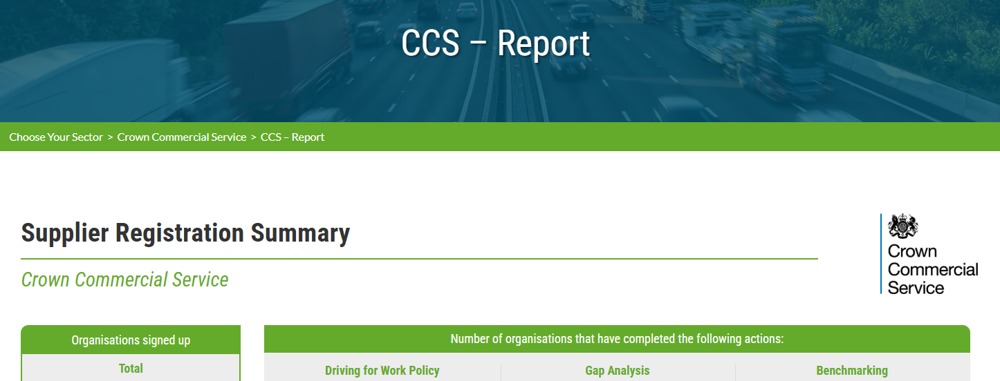 CCS – Report
Choose Your Sector > Crown Commercial Service > CCS – Report
Supplier Registration Summary
Crown Commercial Service
Crown
Commercial
Service
Organisations signed up
Total
Number of organisations that have completed the following actions:
Driving for Work Policy
Gap Analysis
Benchmarking